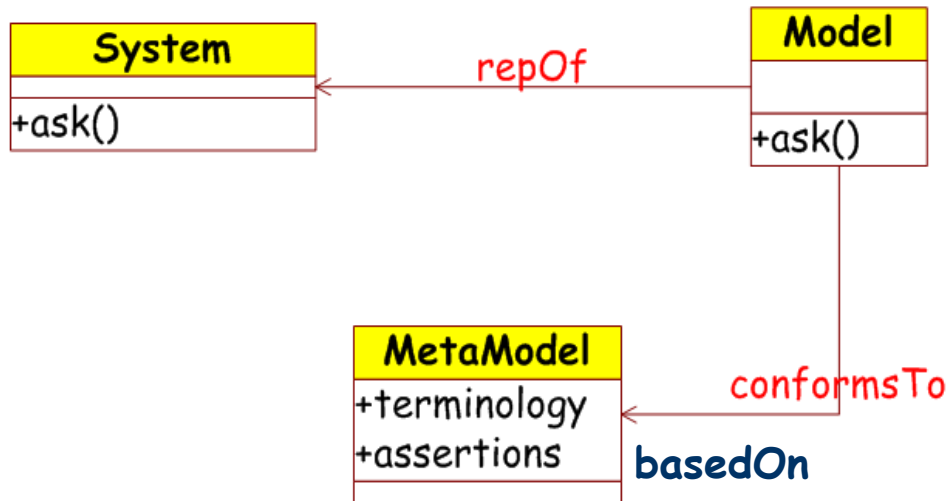 System
+ask()
repOf
Model
+ask()
MetaModel
+terminology
+assertions
conformsTo
basedOn